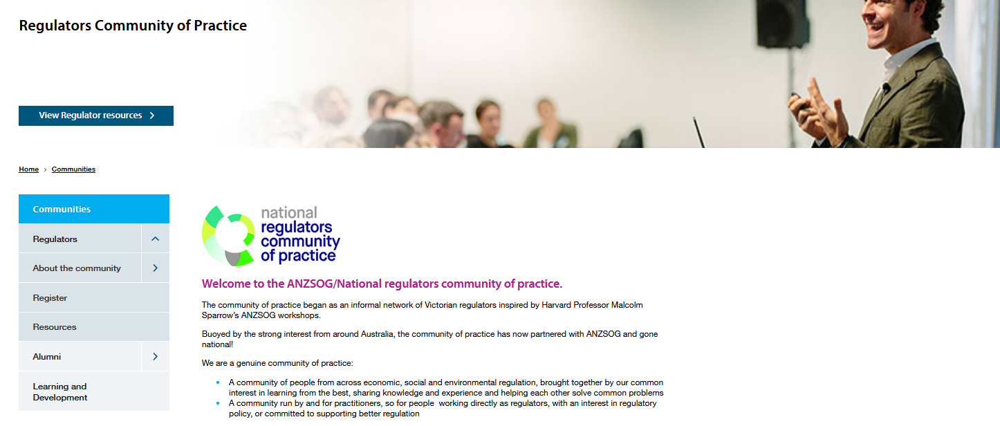 Regulators Community of Practice
View Regulator resources
Home › Communities
Communities
Regulators
About the community
Register
Resources
Alumni
Learning and
Development
national
regulators
community
of practice
Welcome to the ANZSOG/National regulators community of practice.
The community of practice began as an informal network of Victorian regulators inspired by Harvard Professor Malcolm
Sparrow’s ANZSOG workshops.
Buoyed by the strong interest from around Australia, the community of practice has now partnered with ANZSOG and gone
national!
We are a genuine community of practice:
• A community of people from across economic, social and environmental regulation, brought together by our common
interest in learning from the best, sharing knowledge and experience and helping each other solve common problems
• A community run by and for practitioners, so for people working directly as regulators, with an interest in regulatory
policy, or committed to supporting better regulation